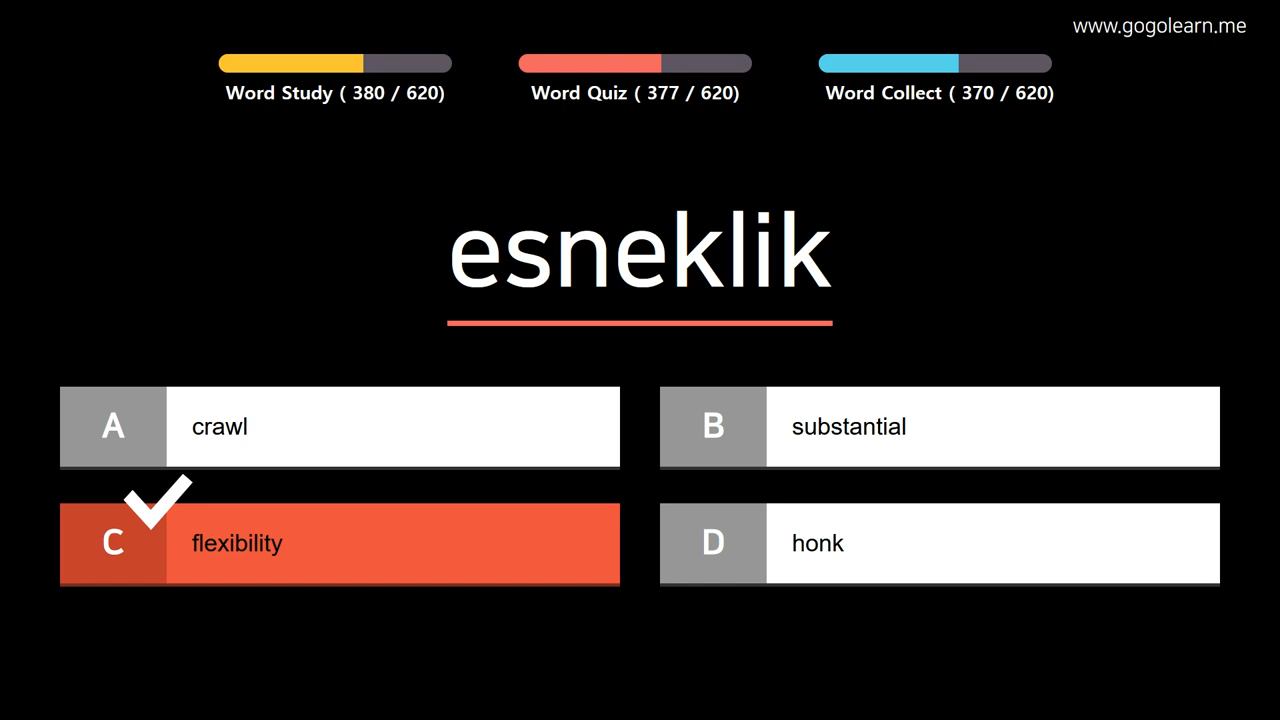 www.gogolearn.me
Word Study ( 380 / 620)
Word Quiz ( 377 / 620)
Word Collect ( 370 / 620)
esneklik
A crawl
B substantial
C flexibility
D honk